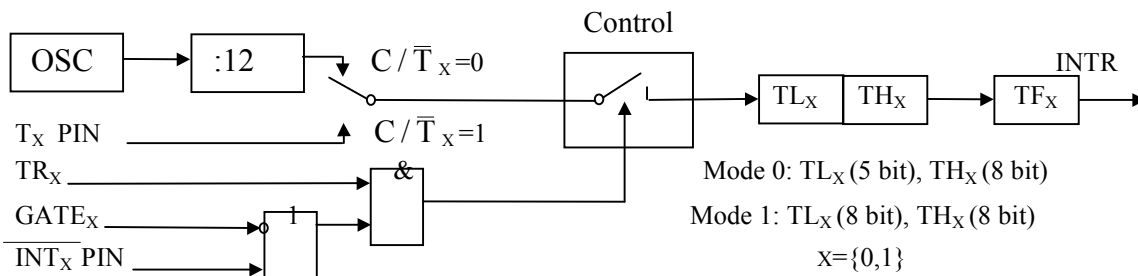 Control
OSC
:12
C / T̅ X =0
INTR
TL X
TH X
TF X
T X PIN
C / T̅ X =1
TR X
&
Mode 0: TL X (5 bit), TH X (8 bit)
GATE X
1
Mode 1: TL X (8 bit), TH X (8 bit)
I̅N̅T̅ X̅ PIN
X={0,1}